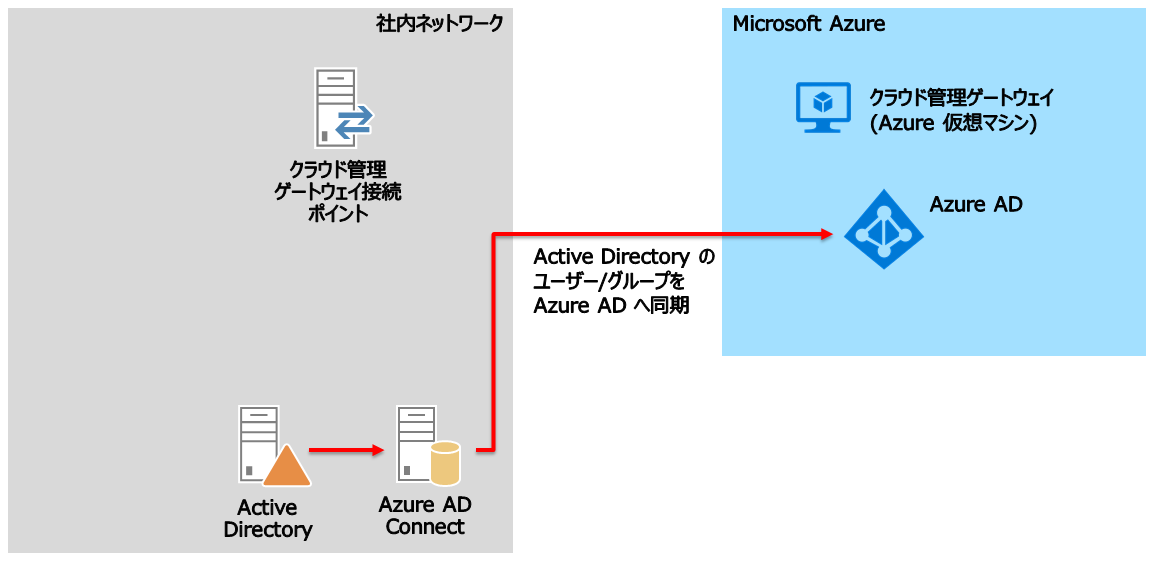 社内ネットワーク
Microsoft Azure
クラウド管理ゲートウェイ
(Azure 仮想マシン)
クラウド管理
ゲートウェイ接続
ポイント
Azure AD
Active Directory の
ユーザー/グループを
Azure AD へ同期
Active
Directory
Azure AD
Connect